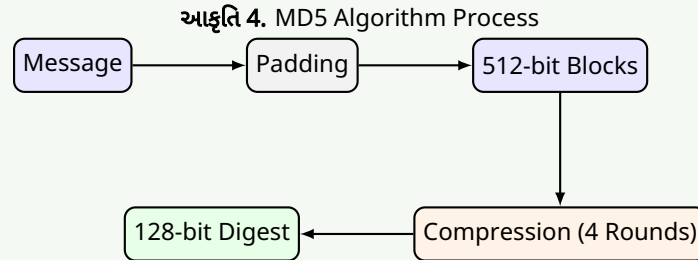 આકૃતિ 4. MD5 Algorithm Process
Message
Padding
512-bit Blocks
Compression (4 Rounds)
128-bit Digest